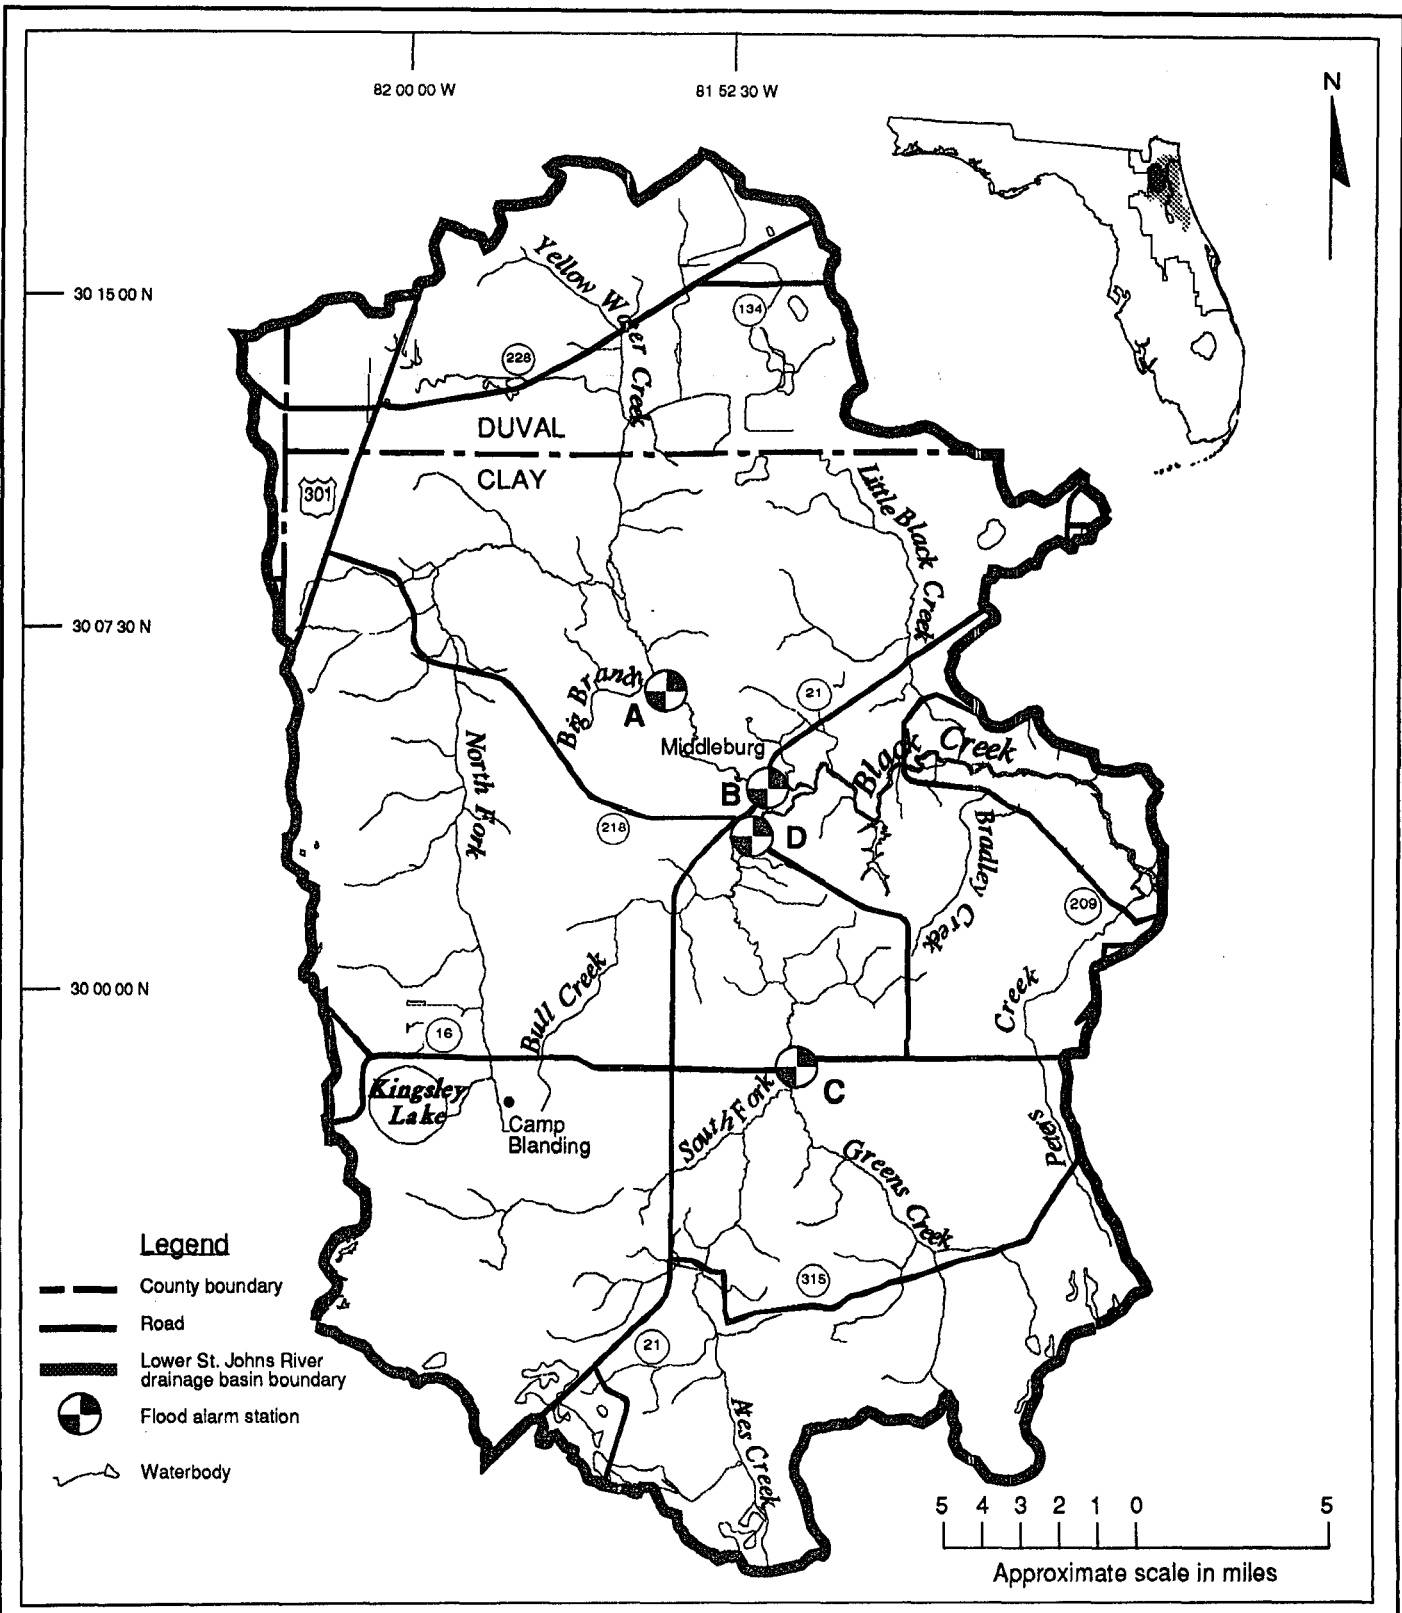 82 00 00 W
81 52 30 W
N
30 15 00 N
Yellow Water Creek
134
228
DUVAL
CLAY
301
Little Black Creek
30 07 30 N
Big Branch
A
21
Middleburg
Black Creek
North Fork
B
D
218
Bradley Creek
209
Bull Creek
30 00 00 N
Creek
16
Kingsley
Lake
Camp
Blanding
South Fork
C
Peters
Greens Creek
Legend
County boundary
Road
Lower St. Johns River
drainage basin boundary
Flood alarm station
Waterbody
315
21
Ates Creek
5 4 3 2 1 0 5
Approximate scale in miles